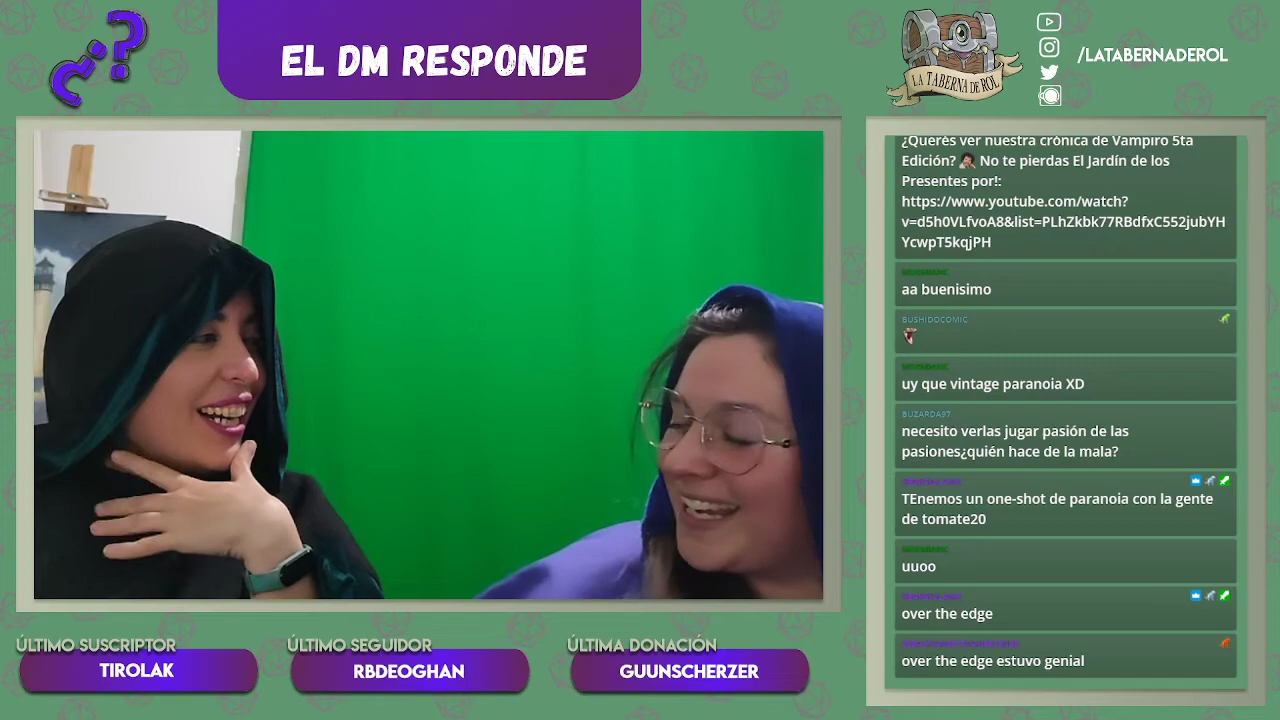 ¿?
EL DM RESPONDE
LA TABERNA DE ROL
/LATABERNADEROL
¿Querés ver nuestra crónica de Vampiro 5ta
Edición? No te pierdas El Jardín de los
Presentes por!:
https://www.youtube.com/watch?
v=d5h0VLfvoA8&list=PLhZkbk77RBdfxC552jubYH
YcwpT5kqjPH
aa buenisimo
BUSHIDOCOMIC
uy que vintage paranoia XD
BUZARDA97
necesito verlas jugar pasión de las
pasiones¿quién hace de la mala?
TEnemos un one-shot de paranoia con la gente
de tomate20
uuoo
over the edge
over the edge estuvo genial
ÚLTIMO SUSCRIPTOR
TIROLAK
ÚLTIMO SEGUIDOR
RBDEOGHAN
ÚLTIMA DONACIÓN
GUUNSCHERZER